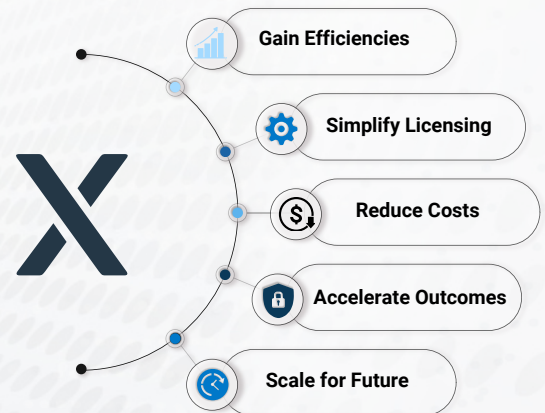 Gain Efficiencies
Simplify Licensing
X
Reduce Costs
Accelerate Outcomes
Scale for Future